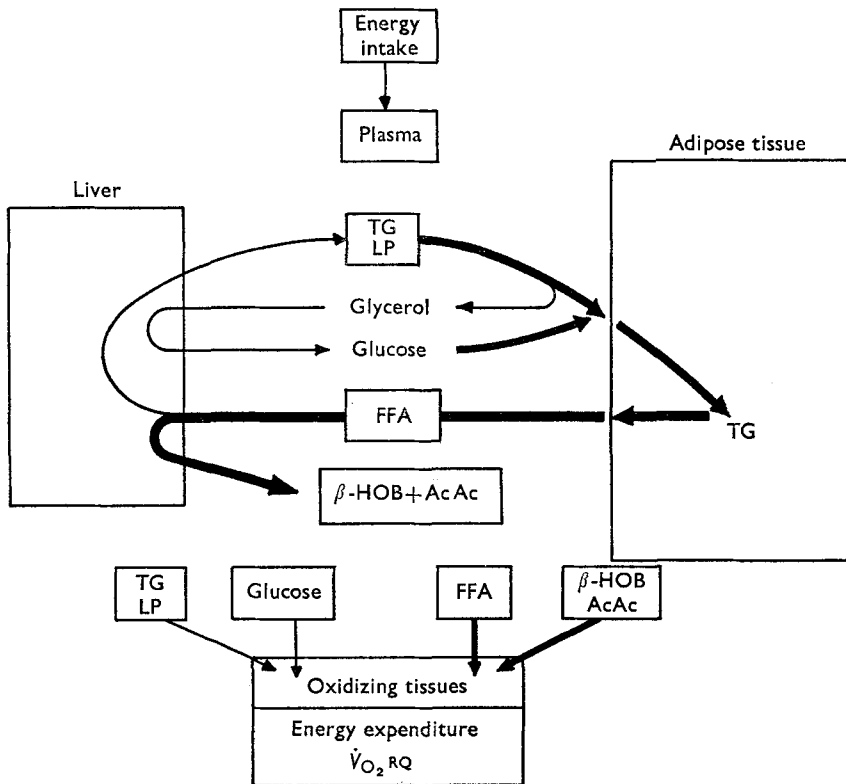 Energy
intake
Plasma
Adipose tissue
Liver
TG
LP
Glycerol
Glucose
FFA
TG
β-HOB+AcAc
TG
LP
Glucose
FFA
β-HOB
AcAc
Oxidizing tissues
Energy expenditure
V̇O₂ RQ